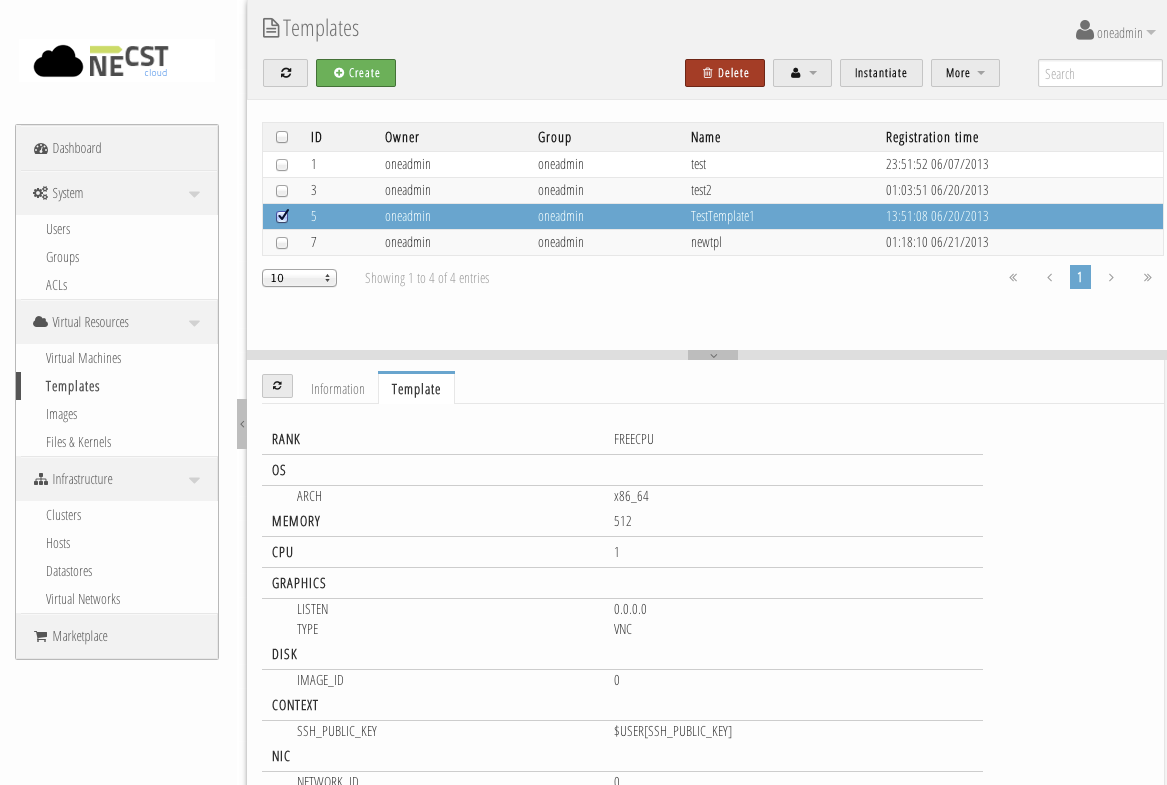 NECST
cloud
Dashboard
System
Users
Groups
ACLs
Virtual Resources
Virtual Machines
Templates
Images
Files & Kernels
Infrastructure
Clusters
Hosts
Datastores
Virtual Networks
Marketplace
Templates
oneadmin
Create
Delete
Instantiate
More
Search
ID Owner Group Name Registration time
1 oneadmin oneadmin test 23:51:52 06/07/2013
3 oneadmin oneadmin test2 01:03:51 06/20/2013
5 oneadmin oneadmin TestTemplate1 13:51:08 06/20/2013
7 oneadmin oneadmin newtpl 01:18:10 06/21/2013
10 Showing 1 to 4 of 4 entries « ‹ 1 › »
Information Template
RANK FREECPU
OS
ARCH x86_64
MEMORY 512
CPU 1
GRAPHICS
LISTEN 0.0.0.0
TYPE VNC
DISK
IMAGE_ID 0
CONTEXT
SSH_PUBLIC_KEY $USER[SSH_PUBLIC_KEY]
NIC
NETWORK_ID 0